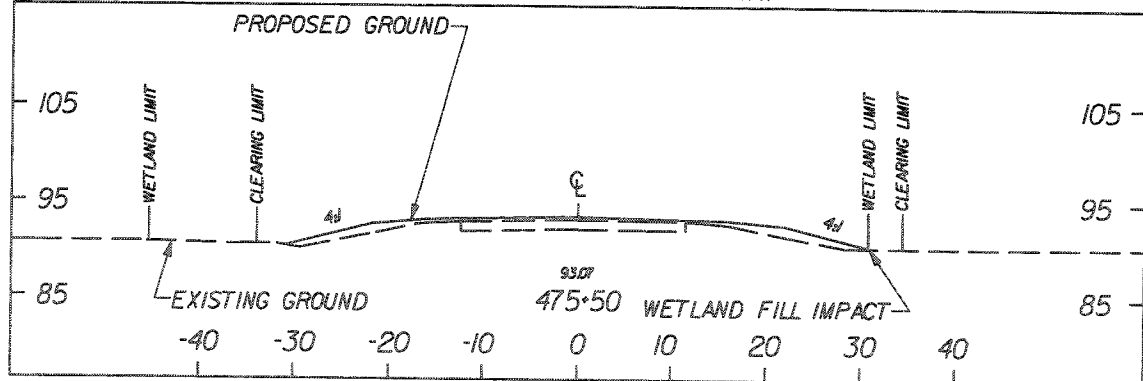 PROPOSED GROUND
105
WETLAND LIMIT
CLEARING LIMIT
WETLAND LIMIT
CLEARING LIMIT
105
95
4:1
℄
4:1
95
93.07
85
EXISTING GROUND
475+50
WETLAND FILL IMPACT
85
-40 -30 -20 -10 0 10 20 30 40